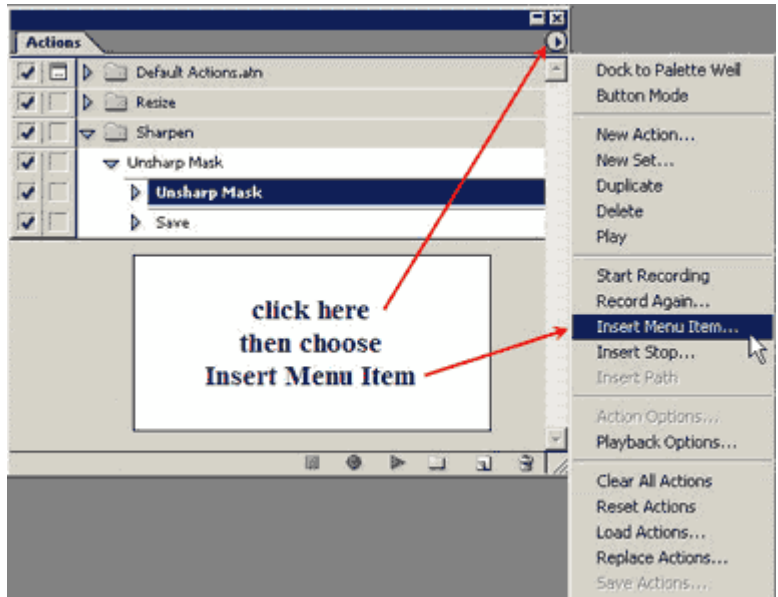 Actions
Default Actions.atn
Resize
Sharpen
Unsharp Mask
Unsharp Mask
Save
click here
then choose
Insert Menu Item
Dock to Palette Well
Button Mode
New Action...
New Set...
Duplicate
Delete
Play
Start Recording
Record Again...
Insert Menu Item...
Insert Stop...
Insert Path
Action Options...
Playback Options...
Clear All Actions
Reset Actions
Load Actions...
Replace Actions...
Save Actions...